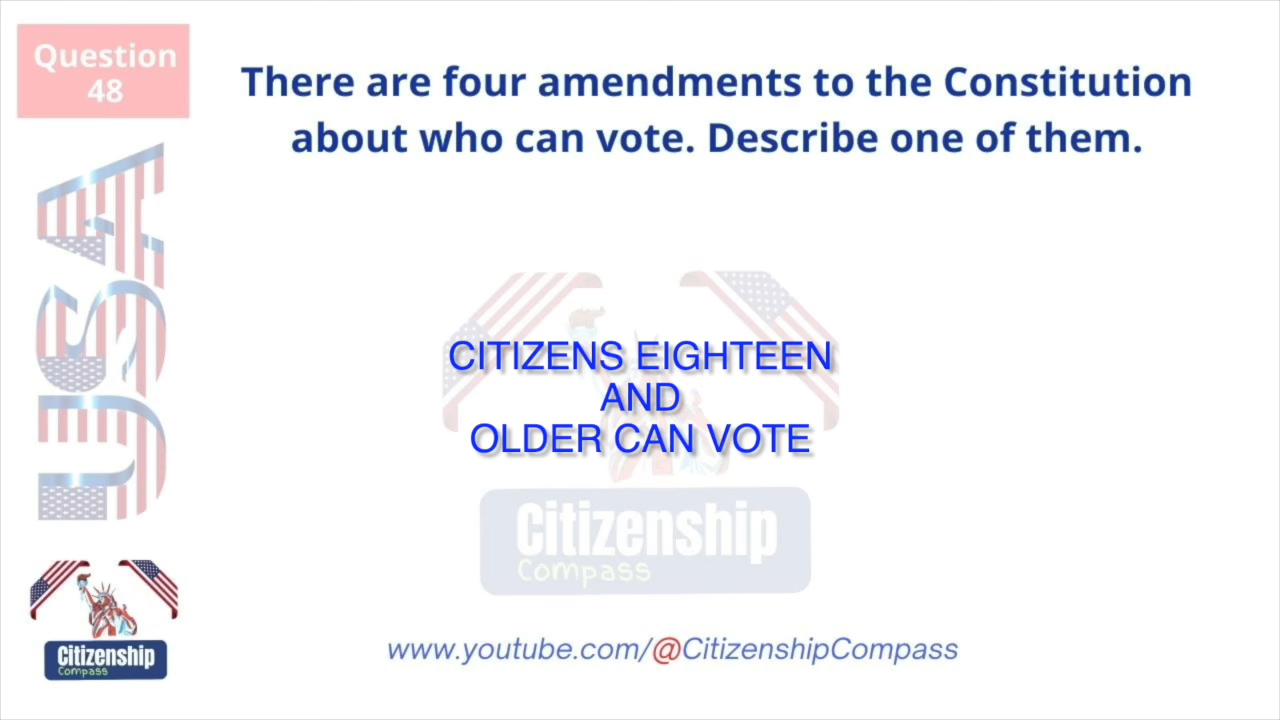 Question
48
There are four amendments to the Constitution
about who can vote. Describe one of them.
USA
CITIZENS EIGHTEEN
AND
OLDER CAN VOTE
Citizenship
Compass
Citizenship
Compass
www.youtube.com/@CitizenshipCompass